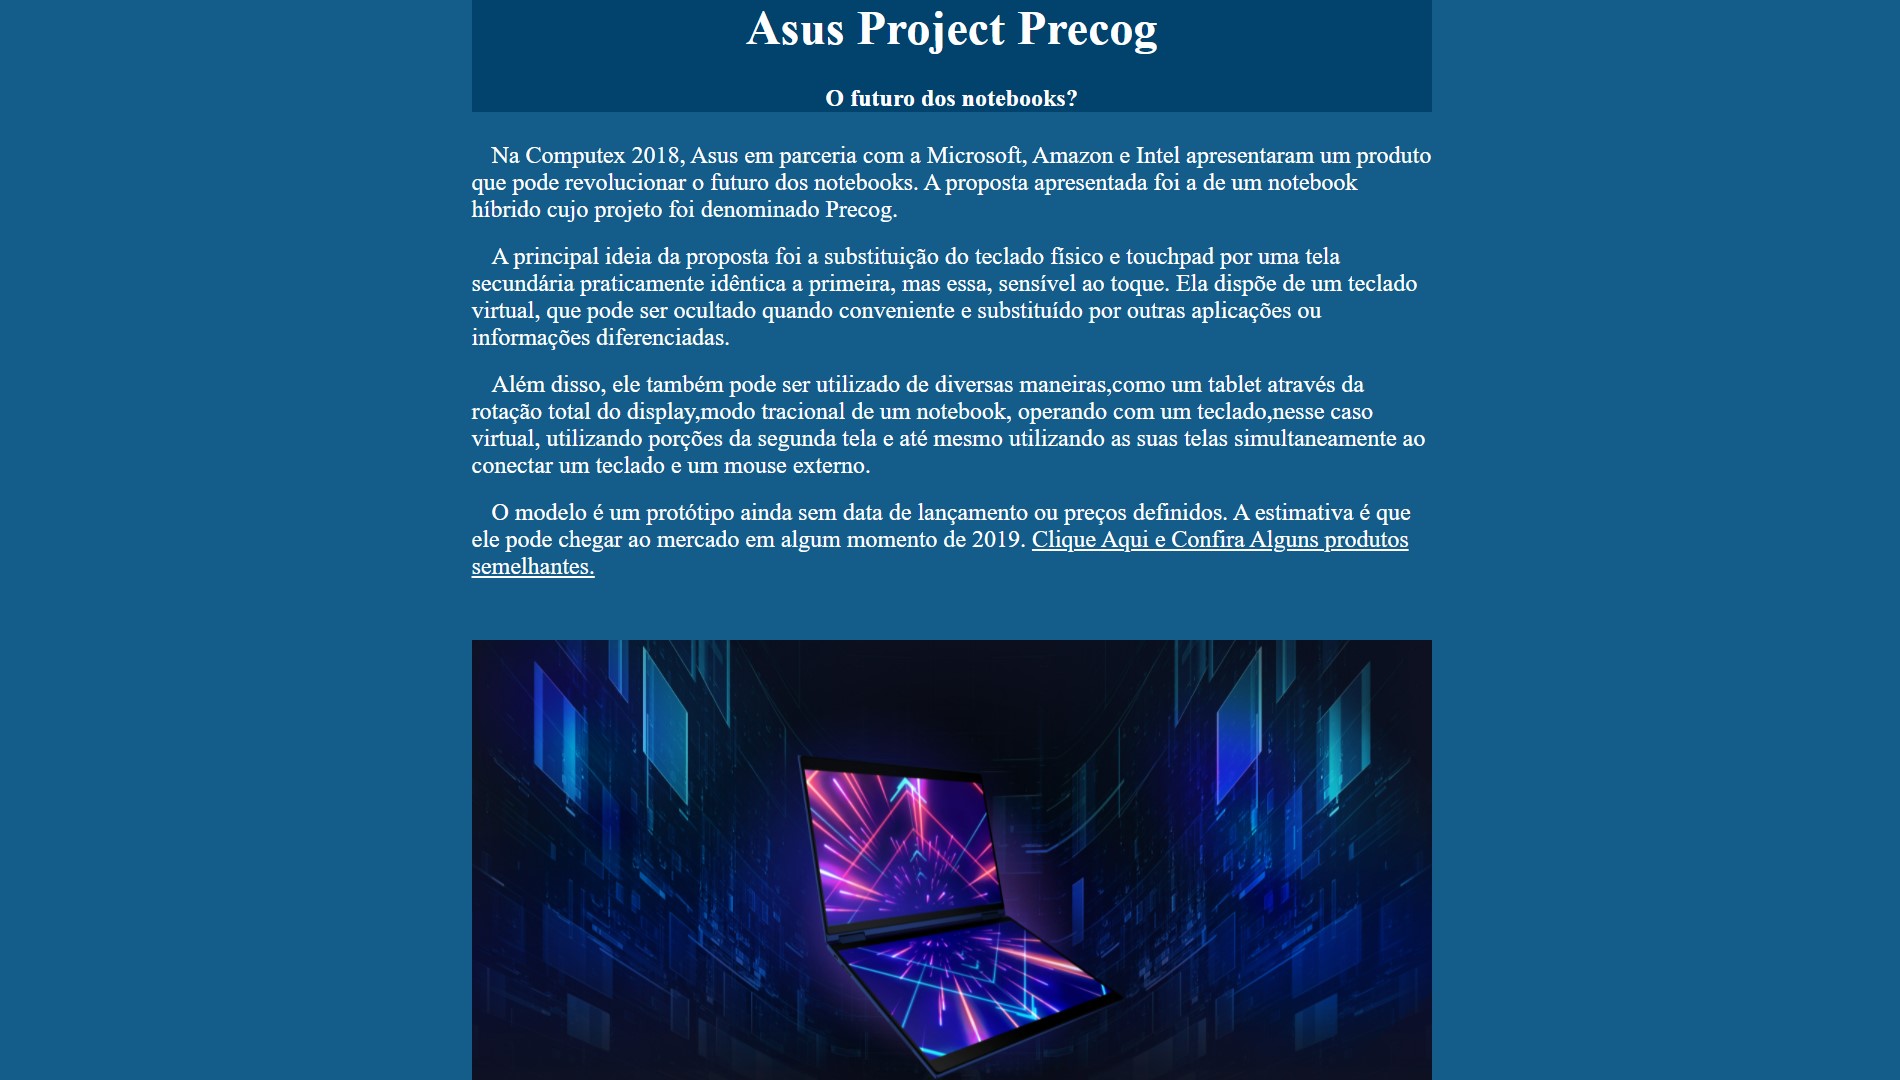 Asus Project Precog
O futuro dos notebooks?
Na Computex 2018, Asus em parceria com a Microsoft, Amazon e Intel apresentaram um produto
que pode revolucionar o futuro dos notebooks. A proposta apresentada foi a de um notebook
híbrido cujo projeto foi denominado Precog.
A principal ideia da proposta foi a substituição do teclado físico e touchpad por uma tela
secundária praticamente idêntica a primeira, mas essa, sensível ao toque. Ela dispõe de um teclado
virtual, que pode ser ocultado quando conveniente e substituído por outras aplicações ou
informações diferenciadas.
Além disso, ele também pode ser utilizado de diversas maneiras,como um tablet através da
rotação total do display,modo tracional de um notebook, operando com um teclado,nesse caso
virtual, utilizando porções da segunda tela e até mesmo utilizando as suas telas simultaneamente ao
conectar um teclado e um mouse externo.
O modelo é um protótipo ainda sem data de lançamento ou preços definidos. A estimativa é que
ele pode chegar ao mercado em algum momento de 2019. Clique Aqui e Confira Alguns produtos
semelhantes.